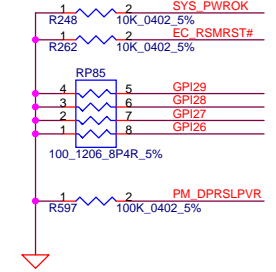 1 2 SYS_PWROK
R248 10K_0402_5%
1 2 EC_RSMRST#
R262 10K_0402_5%
RP85
4 5 GPI29
3 6 GPI28
2 7 GPI27
1 8 GPI26
100_1206_8P4R_5%
1 2 PM_DPRSLPVR
R597 100K_0402_5%